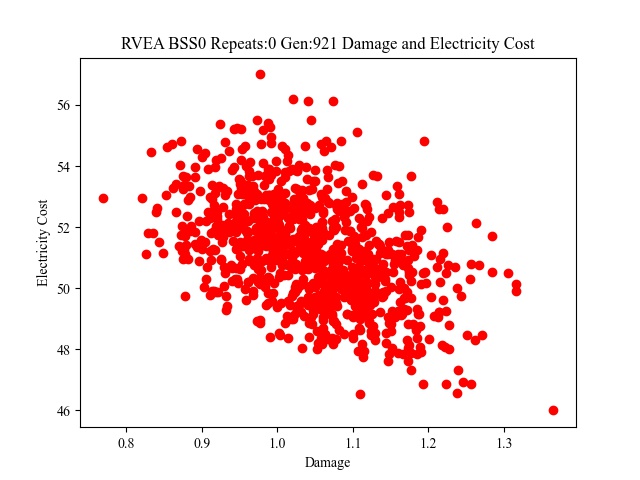 RVEA BSS0 Repeats:0 Gen:921 Damage and Electricity Cost
56
54
52
50
48
46
Electricity Cost
0.8 0.9 1.0 1.1 1.2 1.3
Damage